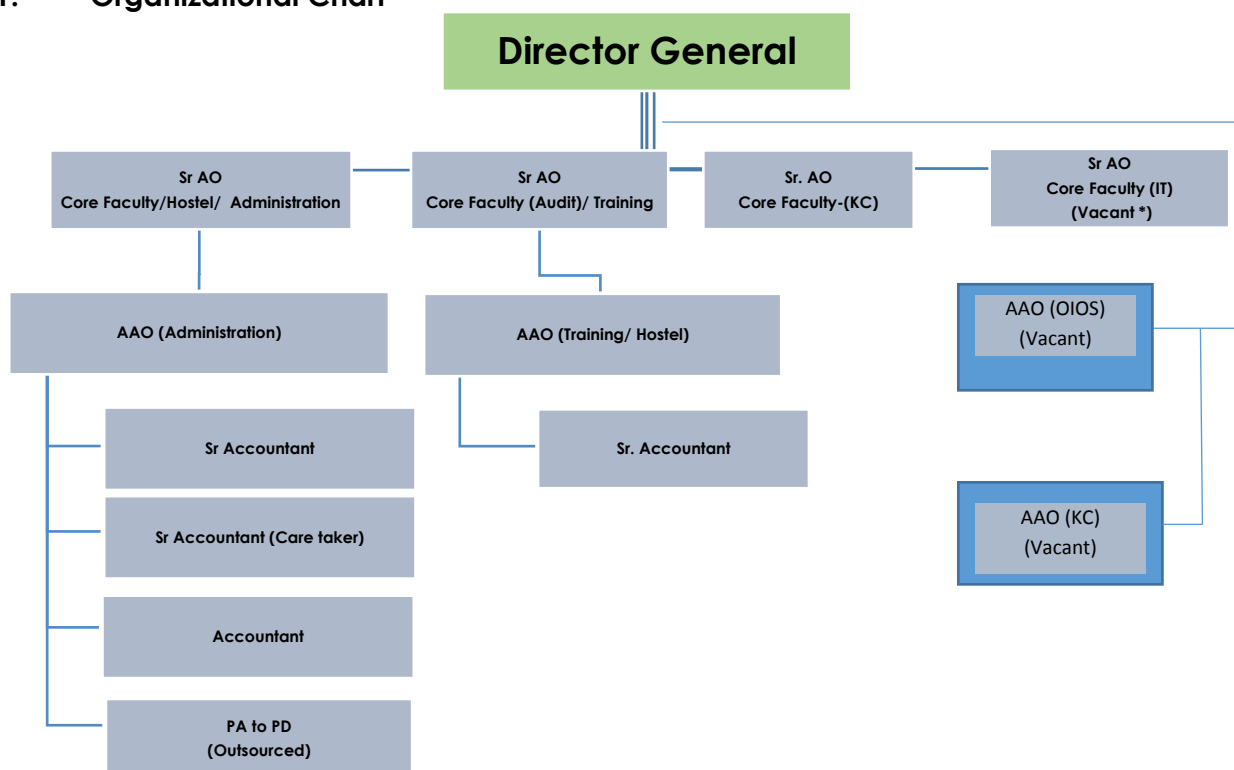 Organizational Chart
Director General
Sr AO
Core Faculty/Hostel/ Administration
Sr AO
Core Faculty (Audit)/ Training
Sr. AO
Core Faculty-(KC)
Sr AO
Core Faculty (IT)
(Vacant *)
AAO (Administration)
AAO (Training/ Hostel)
AAO (OIOS)
(Vacant)
Sr Accountant
Sr. Accountant
Sr Accountant (Care taker)
AAO (KC)
(Vacant)
Accountant
PA to PD
(Outsourced)